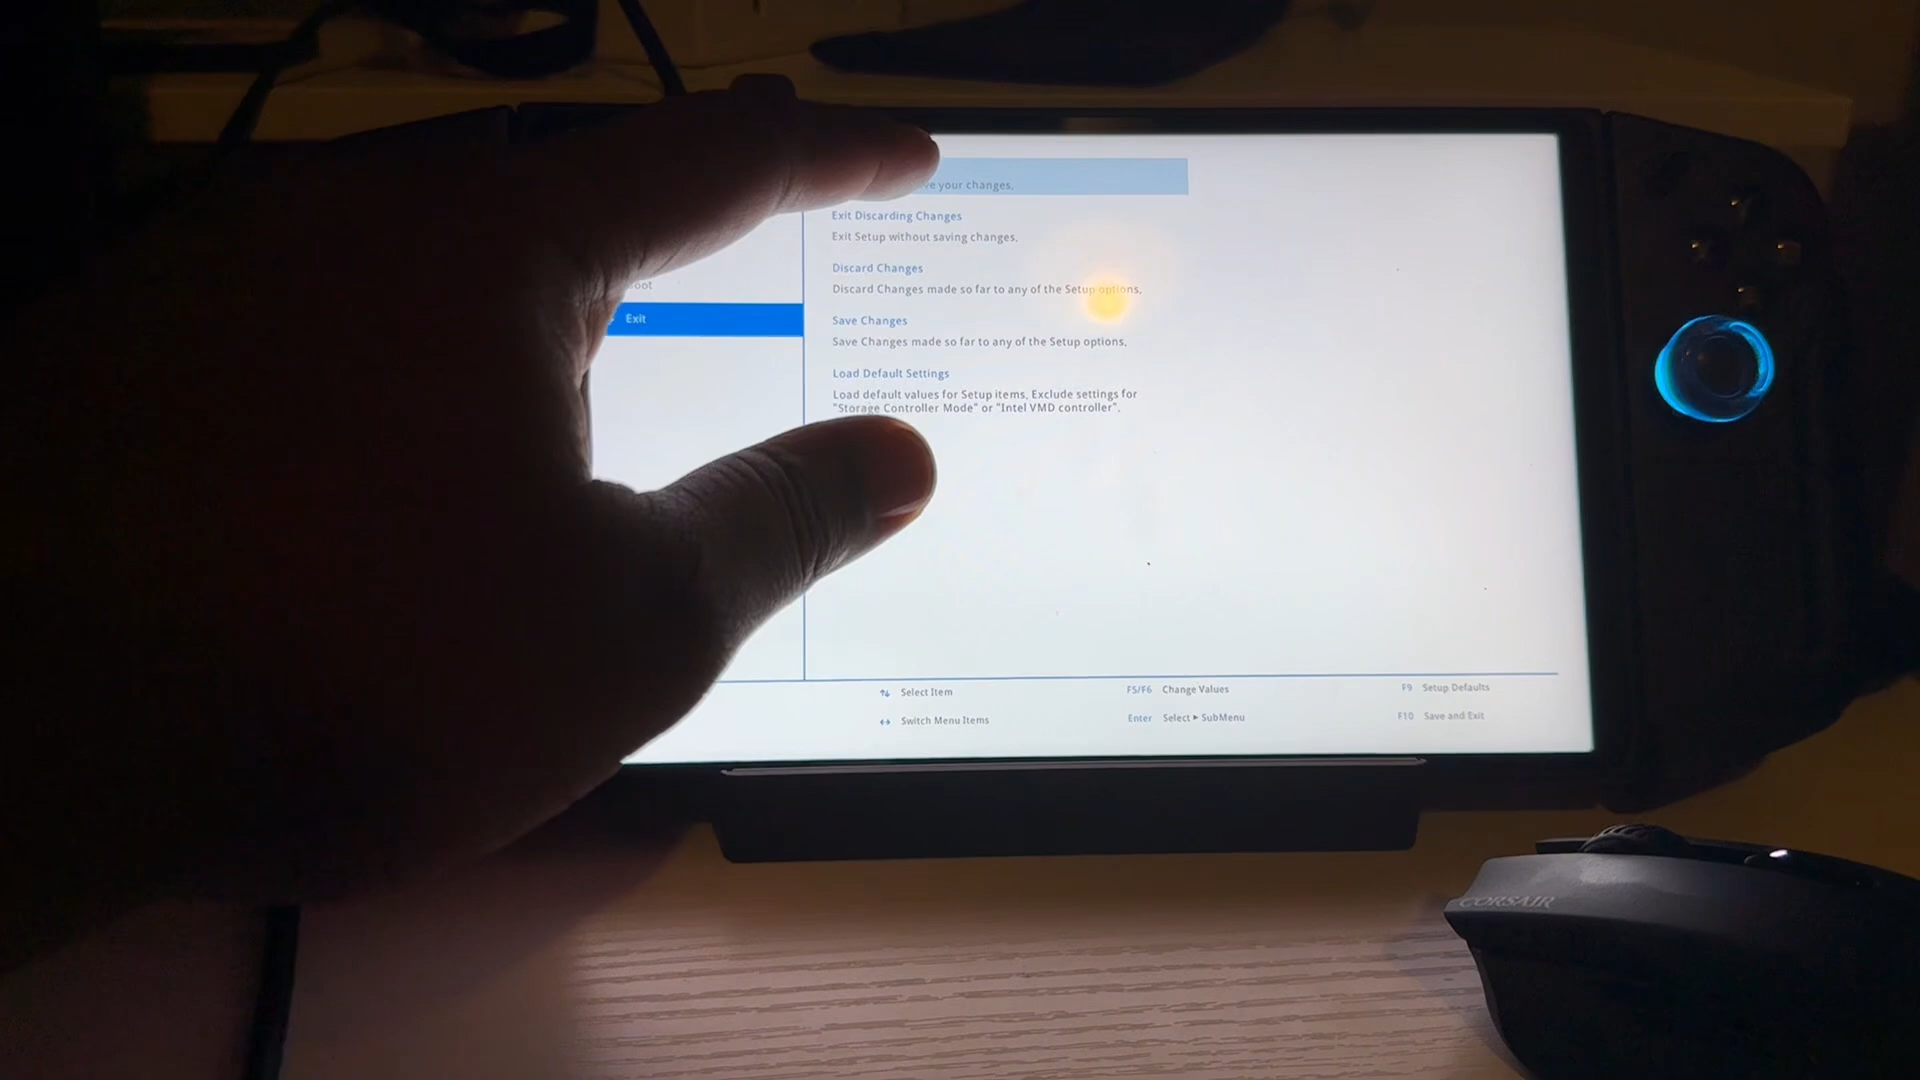 your changes.
Exit Discarding Changes
Exit Setup without saving changes.
Discard Changes
Discard Changes made so far to any of the Setup options.
Exit
Save Changes
Save Changes made so far to any of the Setup options.
Load Default Settings
Load default values for Setup items. Exclude settings for
"Storage Controller Mode" or "Intel VMD controller".
Select Item
F5/F6 Change Values
F9 Setup Defaults
Switch Menu Items
Enter Select ▸ SubMenu
F10 Save and Exit
CORSAIR